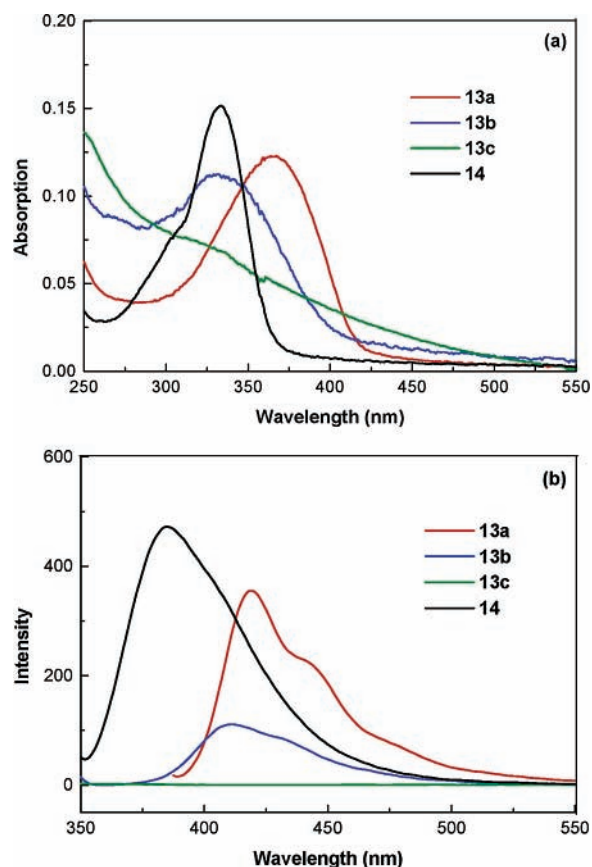 (a)
0.20
0.15
0.10
0.05
0.00
Absorption
13a
13b
13c
14
250 300 350 400 450 500 550
Wavelength (nm)
(b)
600
400
200
0
Intensity
13a
13b
13c
14
350 400 450 500 550
Wavelength (nm)